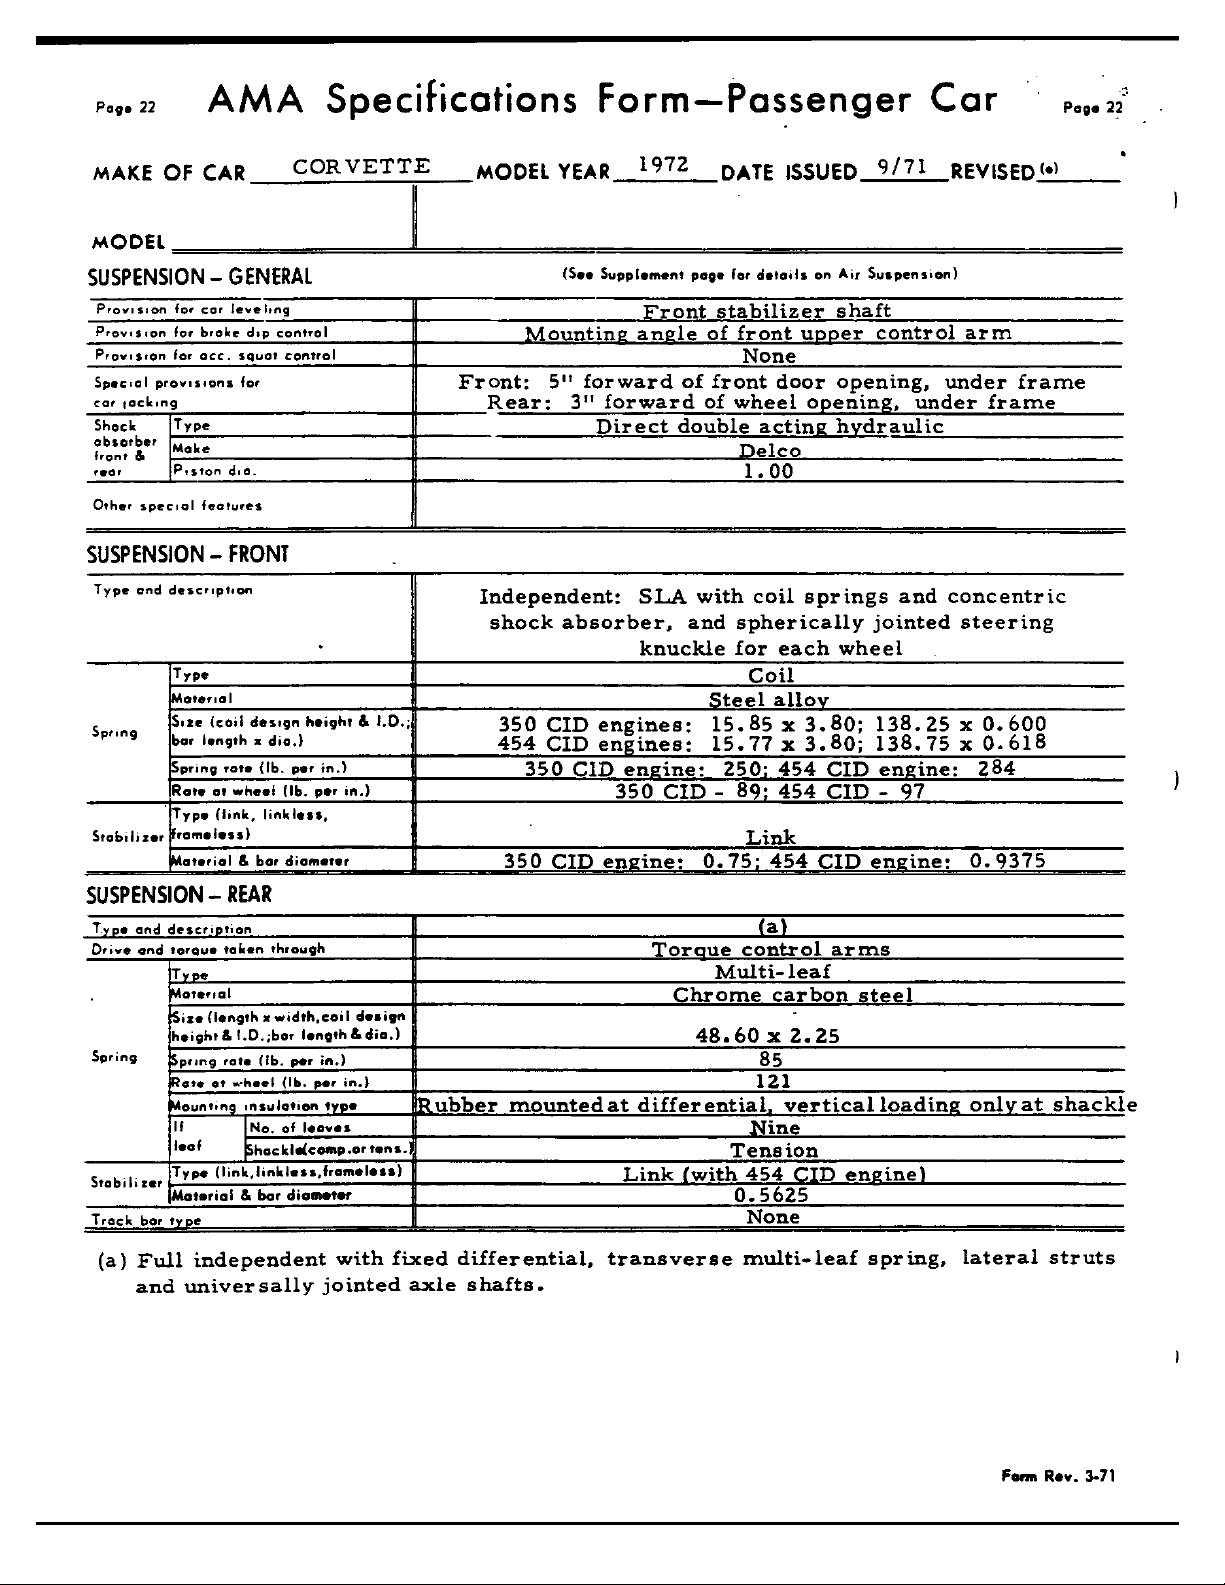 Page 22 AMA Specifications Form—Passenger Car Page 22
MAKE OF CAR CORVETTE MODEL YEAR 1972 DATE ISSUED 9/71 REVISED (•)
MODEL
SUSPENSION – GENERAL (See Supplement page for details on Air Suspension)
Provision for car leveling Front stabilizer shaft
Provision for brake dip control Mounting angle of front upper control arm
Provision for acc. squat control None
Special provisions for car jacking Front: 5" forward of front door opening, under frame
Rear: 3" forward of wheel opening, under frame
Shock absorber front & rear Type Direct double acting hydraulic
Make Delco
Piston dia. 1.00
Other special features
SUSPENSION – FRONT
Type and description Independent: SLA with coil springs and concentric
shock absorber, and spherically jointed steering
knuckle for each wheel
Spring Type Coil
Material Steel alloy
Size (coil design height & I.D.; 350 CID engines: 15.85 x 3.80; 138.25 x 0.600
bar length x dia.) 454 CID engines: 15.77 x 3.80; 138.75 x 0.618
Spring rate (lb. per in.) 350 CID engine: 250; 454 CID engine: 284
Rate at wheel (lb. per in.) 350 CID - 89; 454 CID - 97
Stabilizer Type (link, linkless,
frameless) Link
Material & bar diameter 350 CID engine: 0.75; 454 CID engine: 0.9375
SUSPENSION – REAR
Type and description (a)
Drive and torque taken through Torque control arms
Spring Type Multi-leaf
Material Chrome carbon steel
Size (length x width, coil design
height & I.D.; bar length & dia.) 48.60 x 2.25
Spring rate (lb. per in.) 85
Rate at wheel (lb. per in.) 121
Mounting insulation type Rubber mounted at differential, vertical loading only at shackle
If leaf No. of leaves Nine
Shackle(comp. or tens.) Tension
Stabilizer Type (link, linkless, frameless) Link (with 454 CID engine)
Material & bar diameter 0.5625
Track bar type None
(a) Full independent with fixed differential, transverse multi-leaf spring, lateral struts
and universally jointed axle shafts.
Form Rev. 3-71